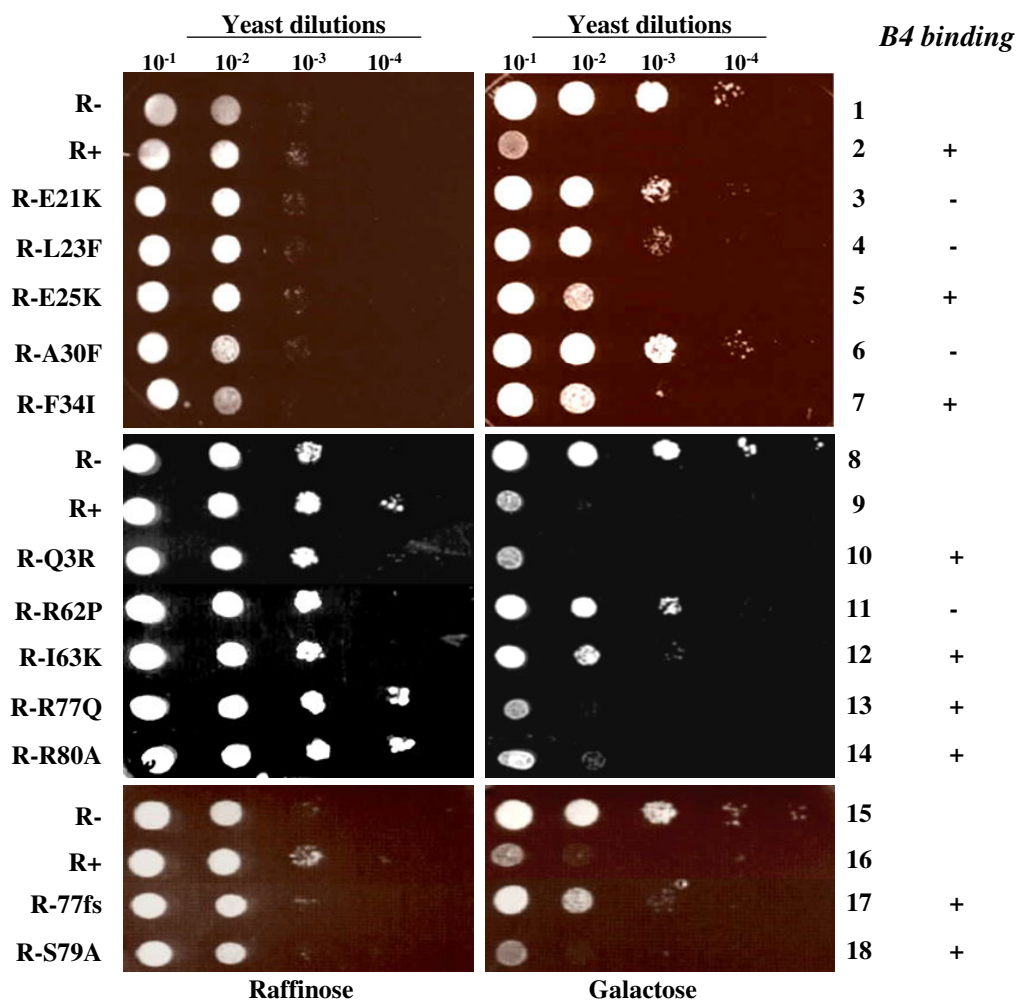 Yeast dilutions Yeast dilutions B4 binding
10-1 10-2 10-3 10-4 10-1 10-2 10-3 10-4
R- 1
R+ 2 +
R-E21K 3 -
R-L23F 4 -
R-E25K 5 +
R-A30F 6 -
R-F34I 7 +
R- 8
R+ 9
R-Q3R 10 +
R-R62P 11 -
R-I63K 12 +
R-R77Q 13 +
R-R80A 14 +
R- 15
R+ 16
R-77fs 17 +
R-S79A 18 +
Raffinose Galactose